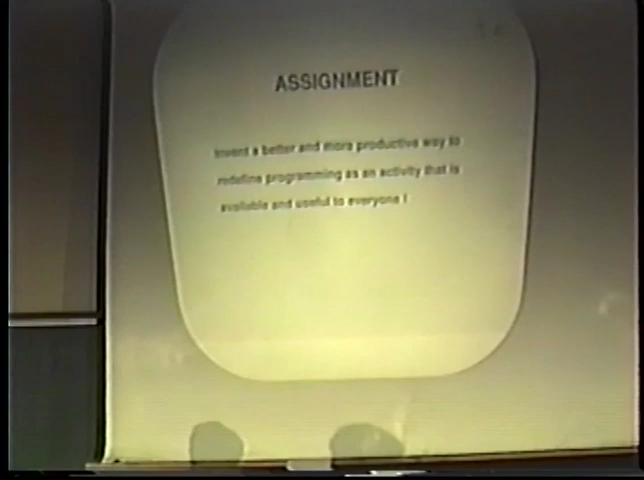 ASSIGNMENT
Invent a better and more productive way to
redefine programming as an activity that is
available and useful to everyone !